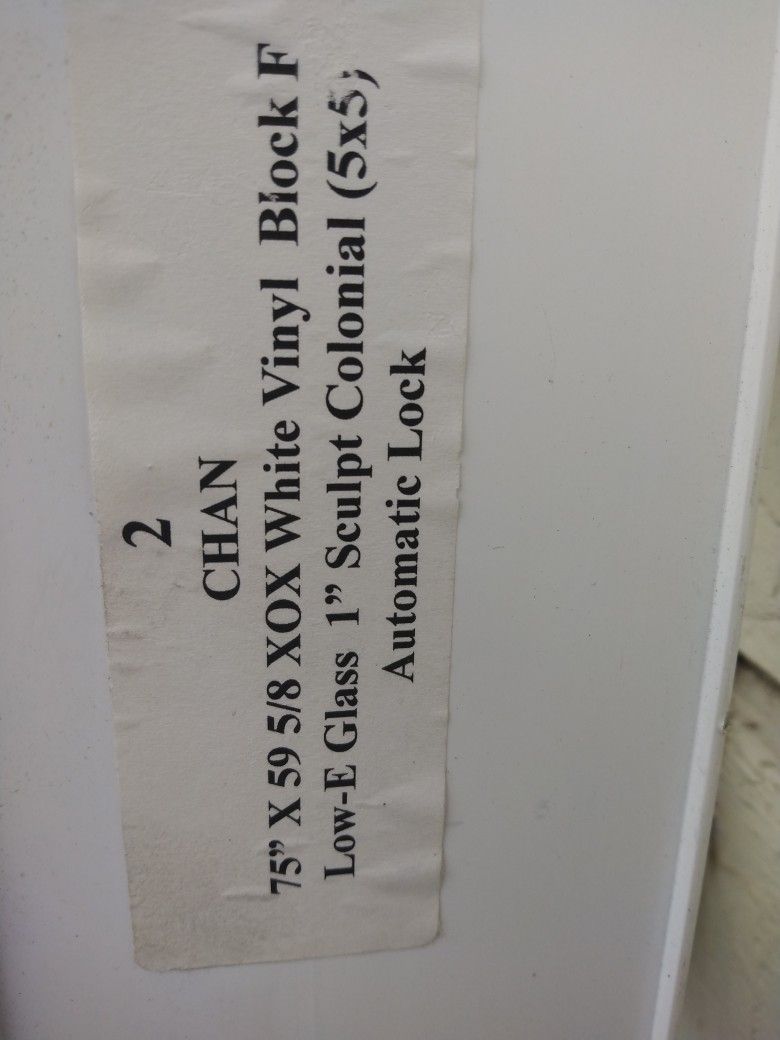 2
CHAN
75” X 59 5/8 XOX White Vinyl Block F
Low-E Glass 1” Sculpt Colonial (5x5)
Automatic Lock